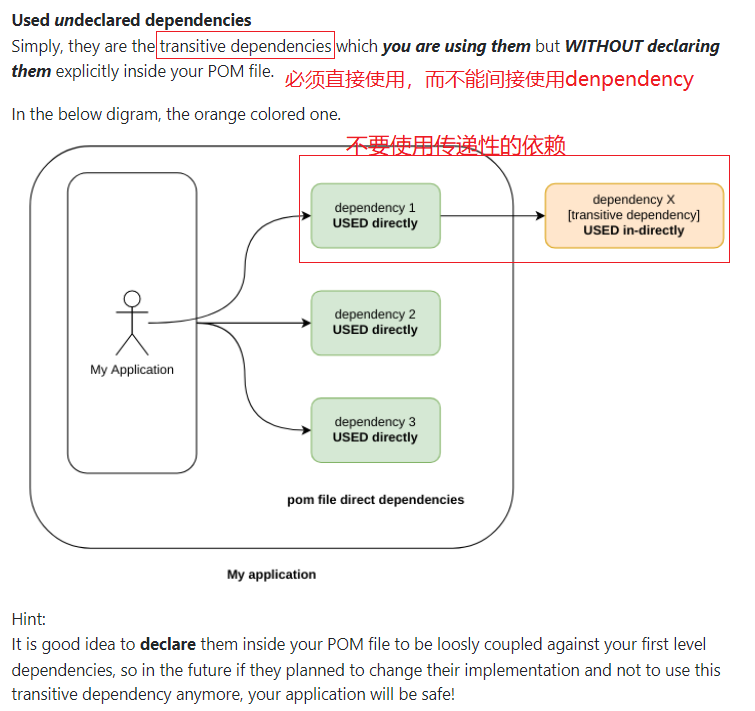 Used undeclared dependencies
Simply, they are the transitive dependencies which you are using them but WITHOUT declaring
them explicitly inside your POM file.
必须直接使用，而不能间接使用denpendency
In the below digram, the orange colored one.
不要使用传递性的依赖
dependency 1
USED directly
dependency X
[transitive dependency]
USED in-directly
dependency 2
USED directly
My Application
dependency 3
USED directly
pom file direct dependencies
My application
Hint:
It is good idea to declare them inside your POM file to be loosly coupled against your first level
dependencies, so in the future if they planned to change their implementation and not to use this
transitive dependency anymore, your application will be safe!